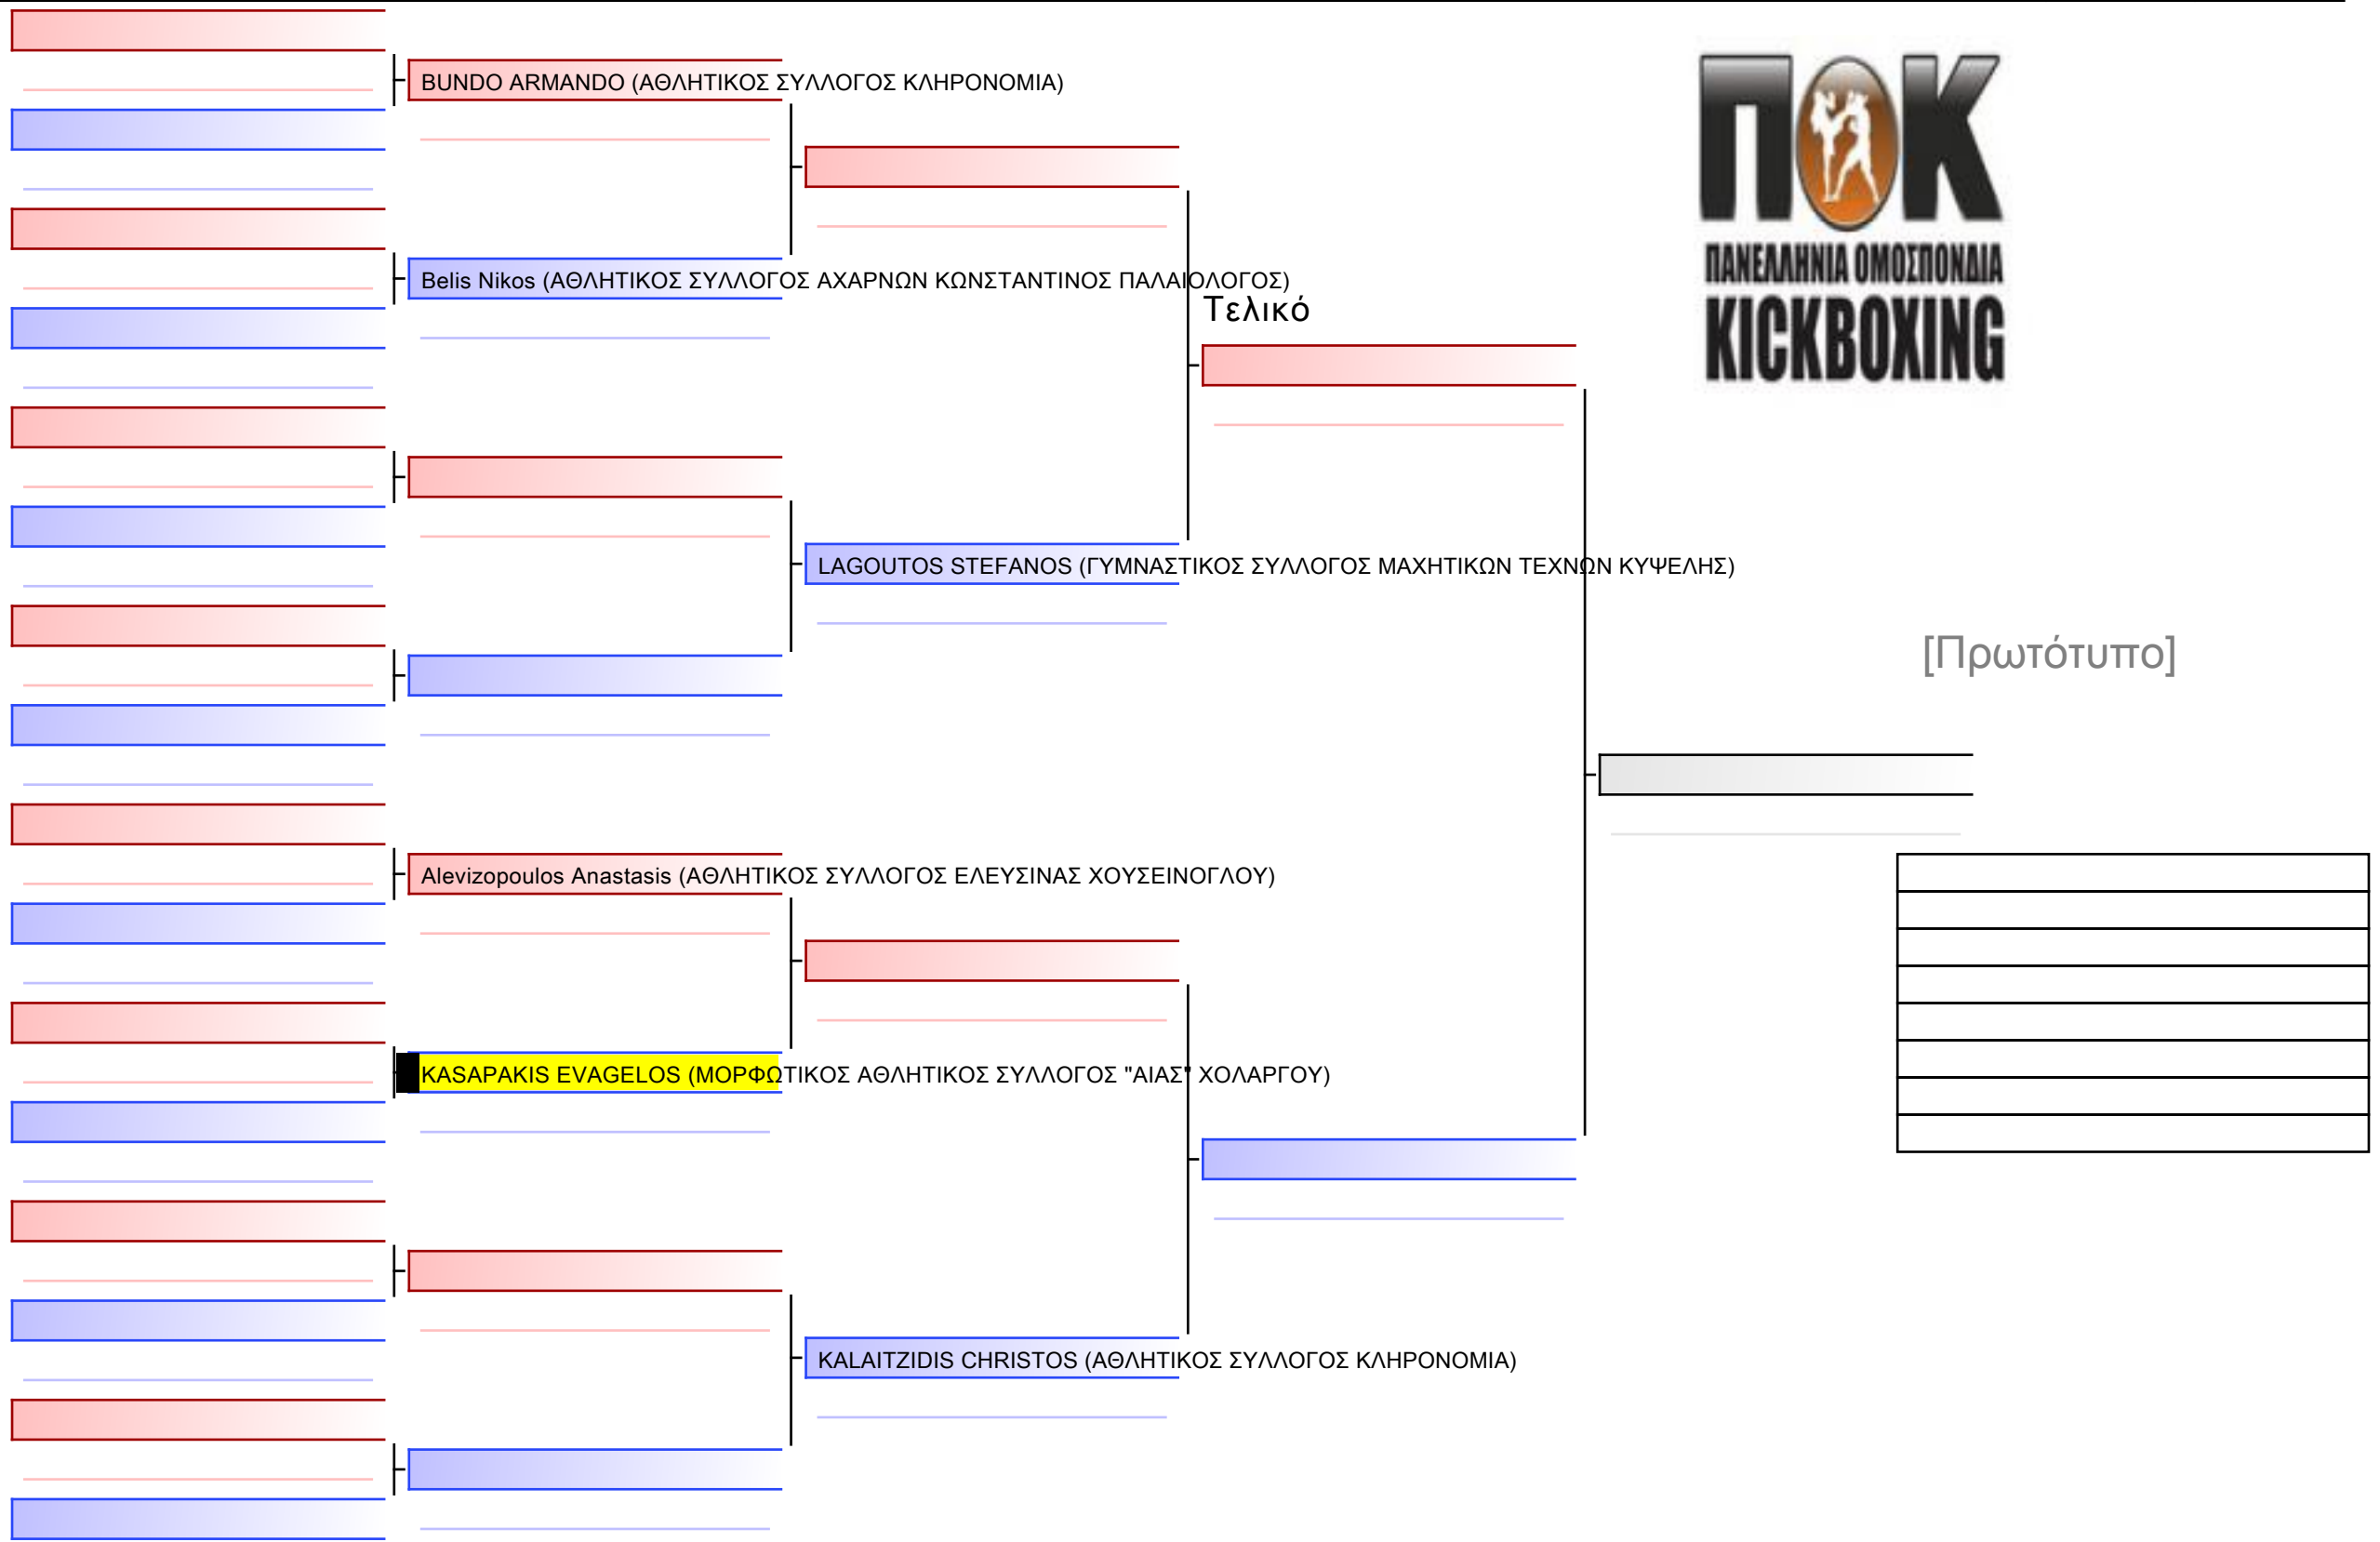 BUNDO ARMANDO (ΑΘΛΗΤΙΚΟΣ ΣΥΛΛΟΓΟΣ ΚΛΗΡΟΝΟΜΙΑ)
ΠΟΚ
ΠΑΝΕΛΛΗΝΙΑ ΟΜΟΣΠΟΝΔΙΑ
KICKBOXING
Belis Nikos (ΑΘΛΗΤΙΚΟΣ ΣΥΛΛΟΓΟΣ ΑΧΑΡΝΩΝ ΚΩΝΣΤΑΝΤΙΝΟΣ ΠΑΛΑΙΟΛΟΓΟΣ)
Τελικό
LAGOUTOS STEFANOS (ΓΥΜΝΑΣΤΙΚΟΣ ΣΥΛΛΟΓΟΣ ΜΑΧΗΤΙΚΩΝ ΤΕΧΝΩΝ ΚΥΨΕΛΗΣ)
[Πρωτότυπο]
Alevizopoulos Anastasis (ΑΘΛΗΤΙΚΟΣ ΣΥΛΛΟΓΟΣ ΕΛΕΥΣΙΝΑΣ ΧΟΥΣΕΙΝΟΓΛΟΥ)
KASAPAKIS EVAGELOS (ΜΟΡΦΩΤΙΚΟΣ ΑΘΛΗΤΙΚΟΣ ΣΥΛΛΟΓΟΣ "ΑΙΑΣ" ΧΟΛΑΡΓΟΥ)
KALAITZIDIS CHRISTOS (ΑΘΛΗΤΙΚΟΣ ΣΥΛΛΟΓΟΣ ΚΛΗΡΟΝΟΜΙΑ)